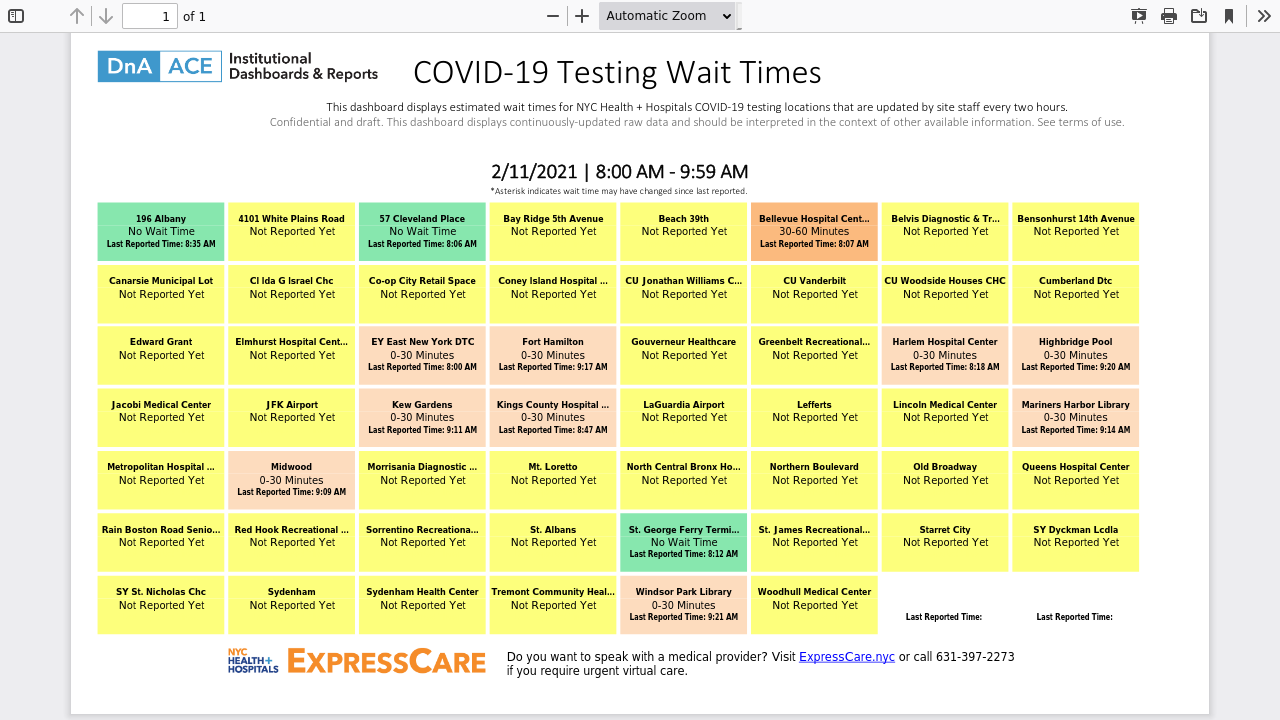 1 of 1 Automatic Zoom
DnA ACE Institutional
Dashboards & Reports
COVID-19 Testing Wait Times
This dashboard displays estimated wait times for NYC Health + Hospitals COVID-19 testing locations that are updated by site staff every two hours.
Confidential and draft. This dashboard displays continuously-updated raw data and should be interpreted in the context of other available information. See terms of use.
2/11/2021 | 8:00 AM - 9:59 AM
*Asterisk indicates wait time may have changed since last reported.
196 Albany
No Wait Time
Last Reported Time: 8:35 AM
4101 White Plains Road
Not Reported Yet
57 Cleveland Place
No Wait Time
Last Reported Time: 8:06 AM
Bay Ridge 5th Avenue
Not Reported Yet
Beach 39th
Not Reported Yet
Bellevue Hospital Cent...
30-60 Minutes
Last Reported Time: 8:07 AM
Belvis Diagnostic & Tr...
Not Reported Yet
Bensonhurst 14th Avenue
Not Reported Yet
Canarsie Municipal Lot
Not Reported Yet
CI Ida G Israel Chc
Not Reported Yet
Co-op City Retail Space
Not Reported Yet
Coney Island Hospital ...
Not Reported Yet
CU Jonathan Williams C...
Not Reported Yet
CU Vanderbilt
Not Reported Yet
CU Woodside Houses CHC
Not Reported Yet
Cumberland Dtc
Not Reported Yet
Edward Grant
Not Reported Yet
Elmhurst Hospital Cent...
Not Reported Yet
EY East New York DTC
0-30 Minutes
Last Reported Time: 8:00 AM
Fort Hamilton
0-30 Minutes
Last Reported Time: 9:17 AM
Gouverneur Healthcare
Not Reported Yet
Greenbelt Recreational...
Not Reported Yet
Harlem Hospital Center
0-30 Minutes
Last Reported Time: 8:18 AM
Highbridge Pool
0-30 Minutes
Last Reported Time: 9:20 AM
Jacobi Medical Center
Not Reported Yet
JFK Airport
Not Reported Yet
Kew Gardens
0-30 Minutes
Last Reported Time: 9:11 AM
Kings County Hospital ...
0-30 Minutes
Last Reported Time: 8:47 AM
LaGuardia Airport
Not Reported Yet
Lefferts
Not Reported Yet
Lincoln Medical Center
Not Reported Yet
Mariners Harbor Library
0-30 Minutes
Last Reported Time: 9:14 AM
Metropolitan Hospital ...
Not Reported Yet
Midwood
0-30 Minutes
Last Reported Time: 9:09 AM
Morrisania Diagnostic ...
Not Reported Yet
Mt. Loretto
Not Reported Yet
North Central Bronx Ho...
Not Reported Yet
Northern Boulevard
Not Reported Yet
Old Broadway
Not Reported Yet
Queens Hospital Center
Not Reported Yet
Rain Boston Road Senio...
Not Reported Yet
Red Hook Recreational ...
Not Reported Yet
Sorrentino Recreationa...
Not Reported Yet
St. Albans
Not Reported Yet
St. George Ferry Termi...
No Wait Time
Last Reported Time: 8:12 AM
St. James Recreational...
Not Reported Yet
Starret City
Not Reported Yet
SY Dyckman Lcdla
Not Reported Yet
SY St. Nicholas Chc
Not Reported Yet
Sydenham
Not Reported Yet
Sydenham Health Center
Not Reported Yet
Tremont Community Heal...
Not Reported Yet
Windsor Park Library
0-30 Minutes
Last Reported Time: 9:21 AM
Woodhull Medical Center
Not Reported Yet
Last Reported Time:
Last Reported Time:
NYC
HEALTH+
HOSPITALS
EXPRESSCARE
Do you want to speak with a medical provider? Visit ExpressCare.nyc or call 631-397-2273
if you require urgent virtual care.